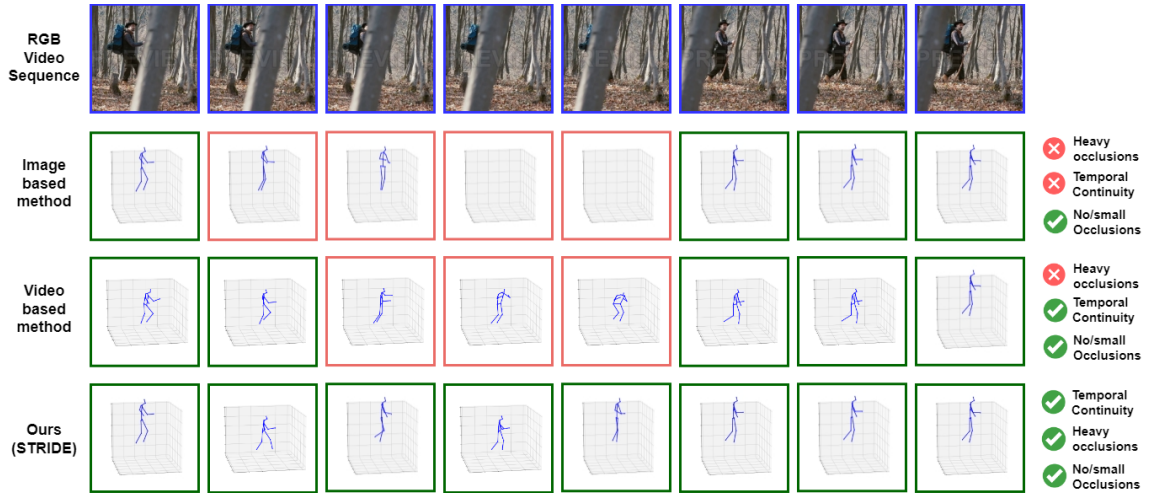 RGB
Video
Sequence
Image
based
method
Heavy
occlusions
Temporal
Continuity
No/small
Occlusions
Video
based
method
Heavy
occlusions
Temporal
Continuity
No/small
Occlusions
Ours
(STRIDE)
Temporal
Continuity
Heavy
occlusions
No/small
Occlusions